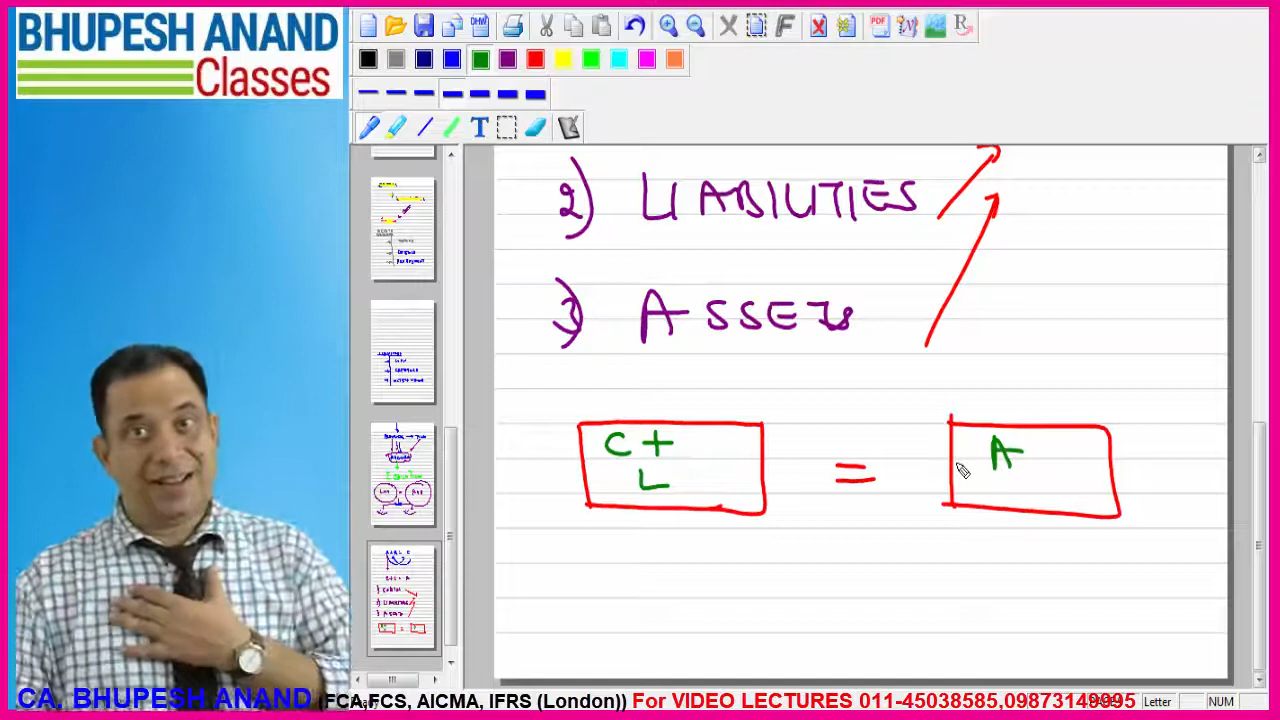 BHUPESH ANAND
Classes
2) LIABILITIES
3) ASSETS
C + = A
L
CA. BHUPESH ANAND (FCA,FCS, AICMA, IFRS (London)) For VIDEO LECTURES 011-45038585,09873149995
Letter
NUM